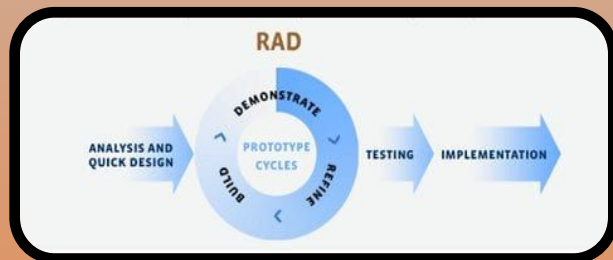 RAD
ANALYSIS AND
QUICK DESIGN
DEMONSTRATE
PROTOTYPE
CYCLES
BUILD
REFINE
TESTING
IMPLEMENTATION